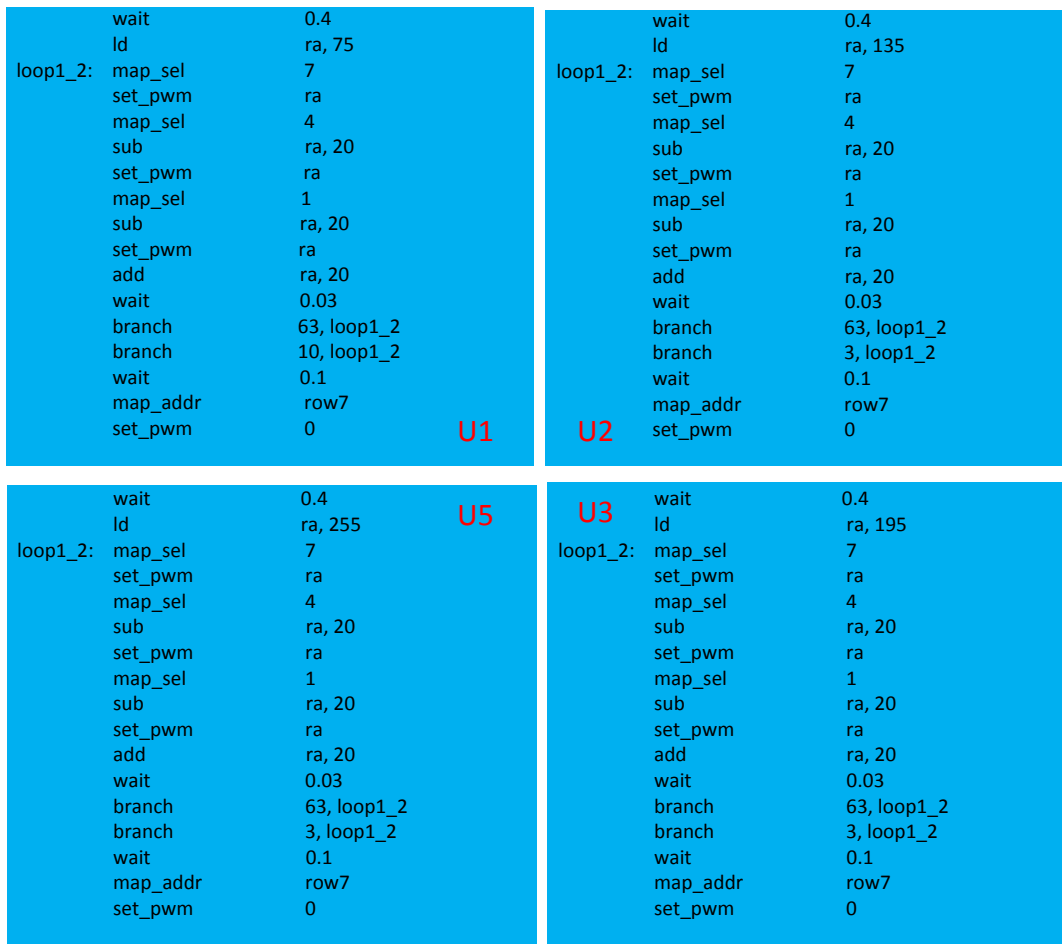 wait 0.4
ld ra, 75
loop1_2: map_sel 7
set_pwm ra
map_sel 4
sub ra, 20
set_pwm ra
map_sel 1
sub ra, 20
set_pwm ra
add ra, 20
wait 0.03
branch 63, loop1_2
branch 10, loop1_2
wait 0.1
map_addr row7
set_pwm 0
U1
wait 0.4
ld ra, 135
loop1_2: map_sel 7
set_pwm ra
map_sel 4
sub ra, 20
set_pwm ra
map_sel 1
sub ra, 20
set_pwm ra
add ra, 20
wait 0.03
branch 63, loop1_2
branch 3, loop1_2
wait 0.1
map_addr row7
U2 set_pwm 0
wait 0.4
U5
ld ra, 255
loop1_2: map_sel 7
set_pwm ra
map_sel 4
sub ra, 20
set_pwm ra
map_sel 1
sub ra, 20
set_pwm ra
add ra, 20
wait 0.03
branch 63, loop1_2
branch 3, loop1_2
wait 0.1
map_addr row7
set_pwm 0
U3
wait 0.4
ld ra, 195
loop1_2: map_sel 7
set_pwm ra
map_sel 4
sub ra, 20
set_pwm ra
map_sel 1
sub ra, 20
set_pwm ra
add ra, 20
wait 0.03
branch 63, loop1_2
branch 3, loop1_2
wait 0.1
map_addr row7
set_pwm 0